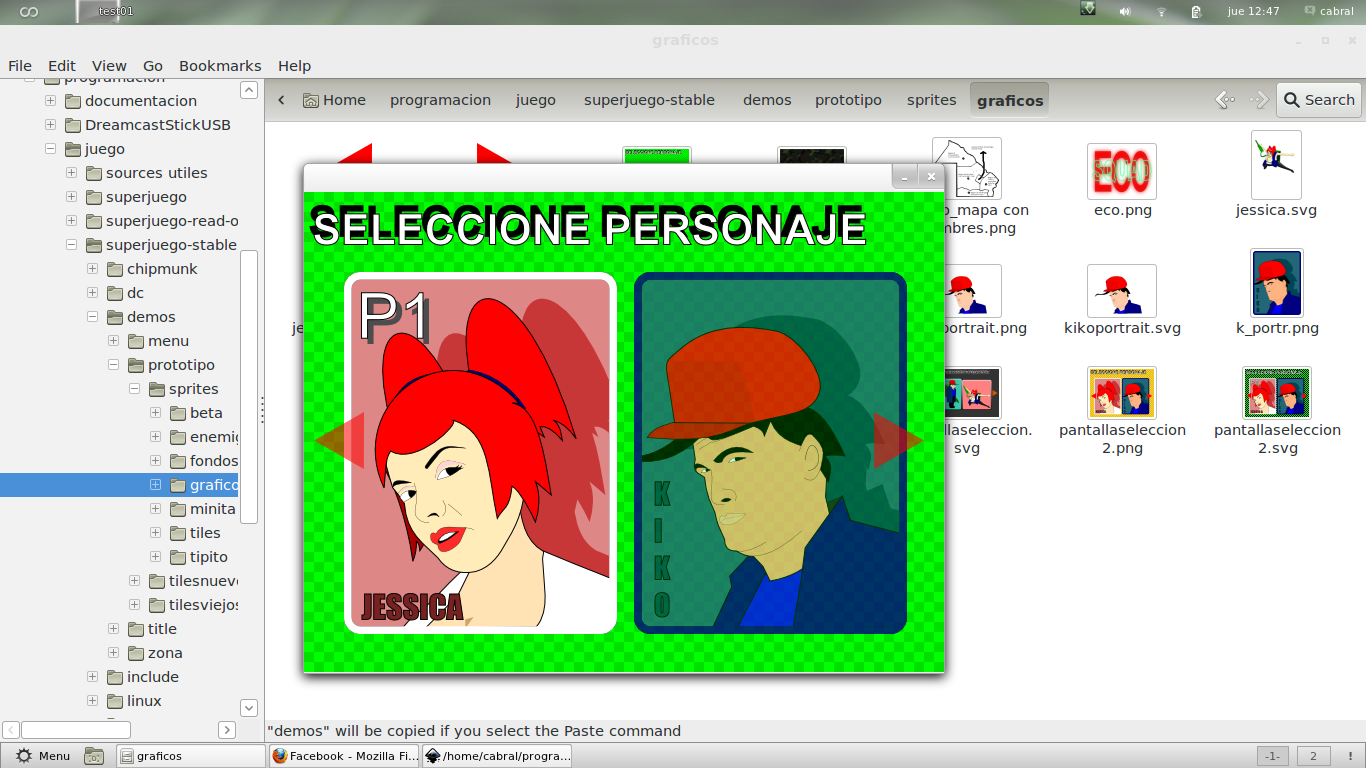 test01
jue 12:47
cabral
graficos
File Edit View Go Bookmarks Help
programacion
documentacion
DreamcastStickUSB
juego
sources utiles
superjuego
superjuego-read-o
superjuego-stable
chipmunk
dc
demos
menu
prototipo
sprites
beta
enemig
fondos
grafico
minita
tiles
tipito
tilesnuevo
tilesviejos
title
zona
include
linux
Home programacion juego superjuego-stable demos prototipo sprites graficos
Search
SELECCIONE PERSONAJE
P1
JESSICA
KIKO
_mapa con
mbres.png
ECO
eco.png
jessica.svg
je
portrait.png
kikoportrait.svg
k_portr.png
llaseleccion.
svg
pantallaseleccion
2.png
pantallaseleccion
2.svg
"demos" will be copied if you select the Paste command
Menu
graficos
Facebook - Mozilla Fi...
/home/cabral/progra...
-1-
2
!